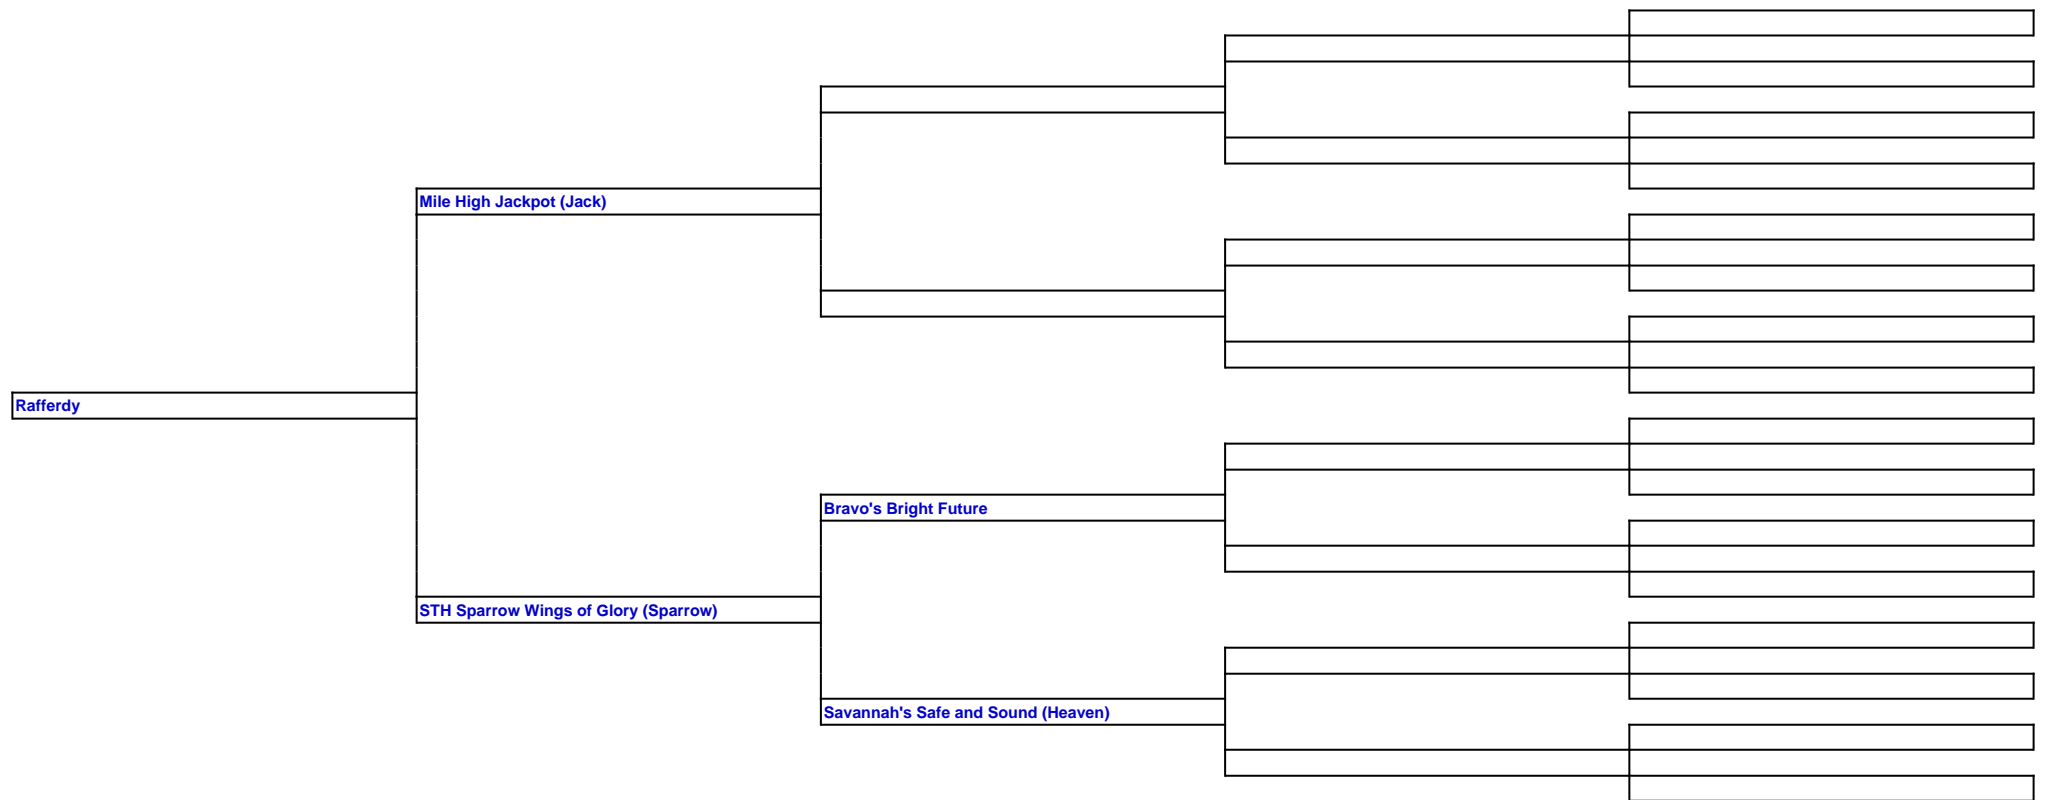 Mile High Jackpot (Jack)
Rafferdy
Bravo's Bright Future
STH Sparrow Wings of Glory (Sparrow)
Savannah's Safe and Sound (Heaven)